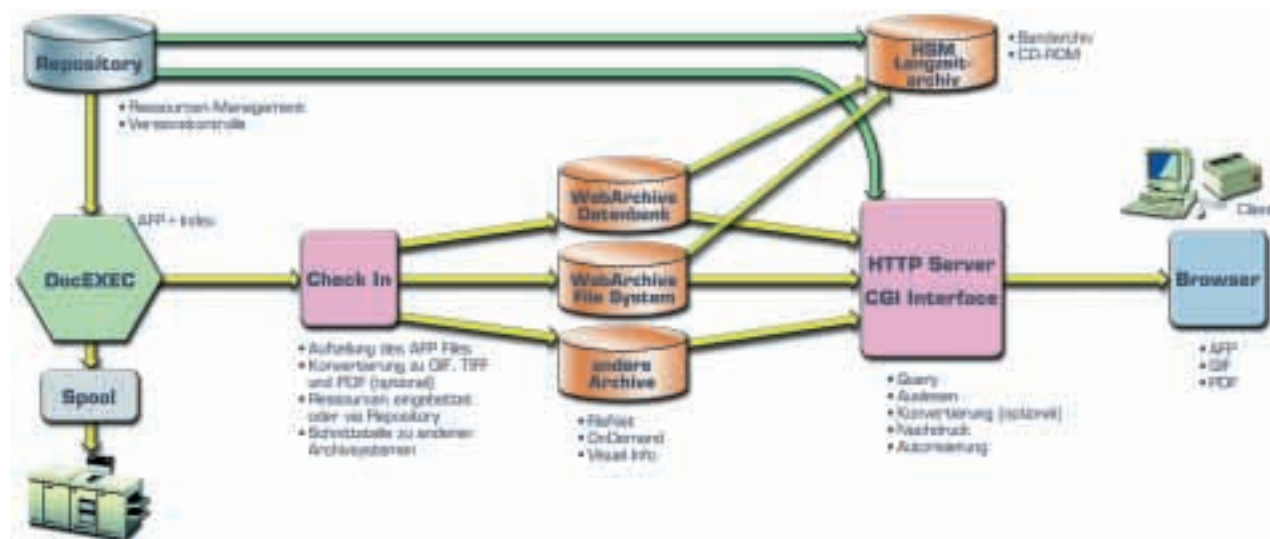 Repository
• Ressourcen-Management
• Versionskontrolle
HSM
Langzeit-
archiv
• Bandarchiv
• CD-ROM
AFP + Index
DocEXEC
Spool
Check In
• Aufteilung des AFP Files
• Konvertierung zu GIF, TIFF
und PDF (optional)
• Ressourcen eingebettet
oder via Repository
• Schnittstelle zu anderen
Archivsystemen
WebArchive
Datenbank
WebArchive
File System
andere
Archive
• FileNet
• OnDemand
• Visual Info
HTTP Server
CGI Interface
• Query
• Auslesen
• Konvertierung (optional)
• Nachdruck
• Autorisierung
Client
Browser
• AFP
• GIF
• PDF